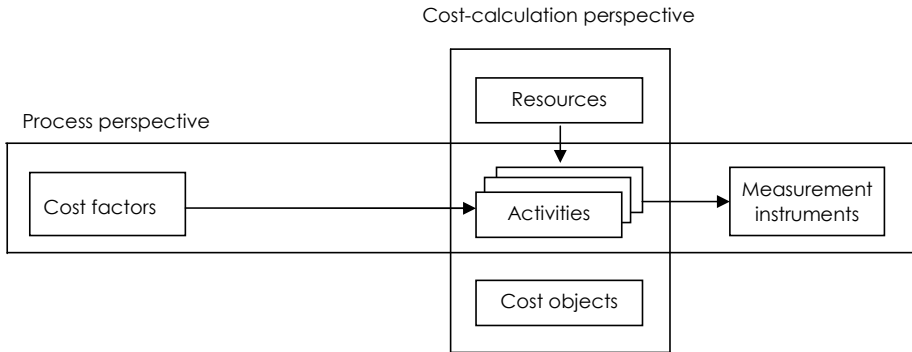 Cost-calculation perspective
Resources
Process perspective
Cost factors
Activities
Measurement
instruments
Cost objects